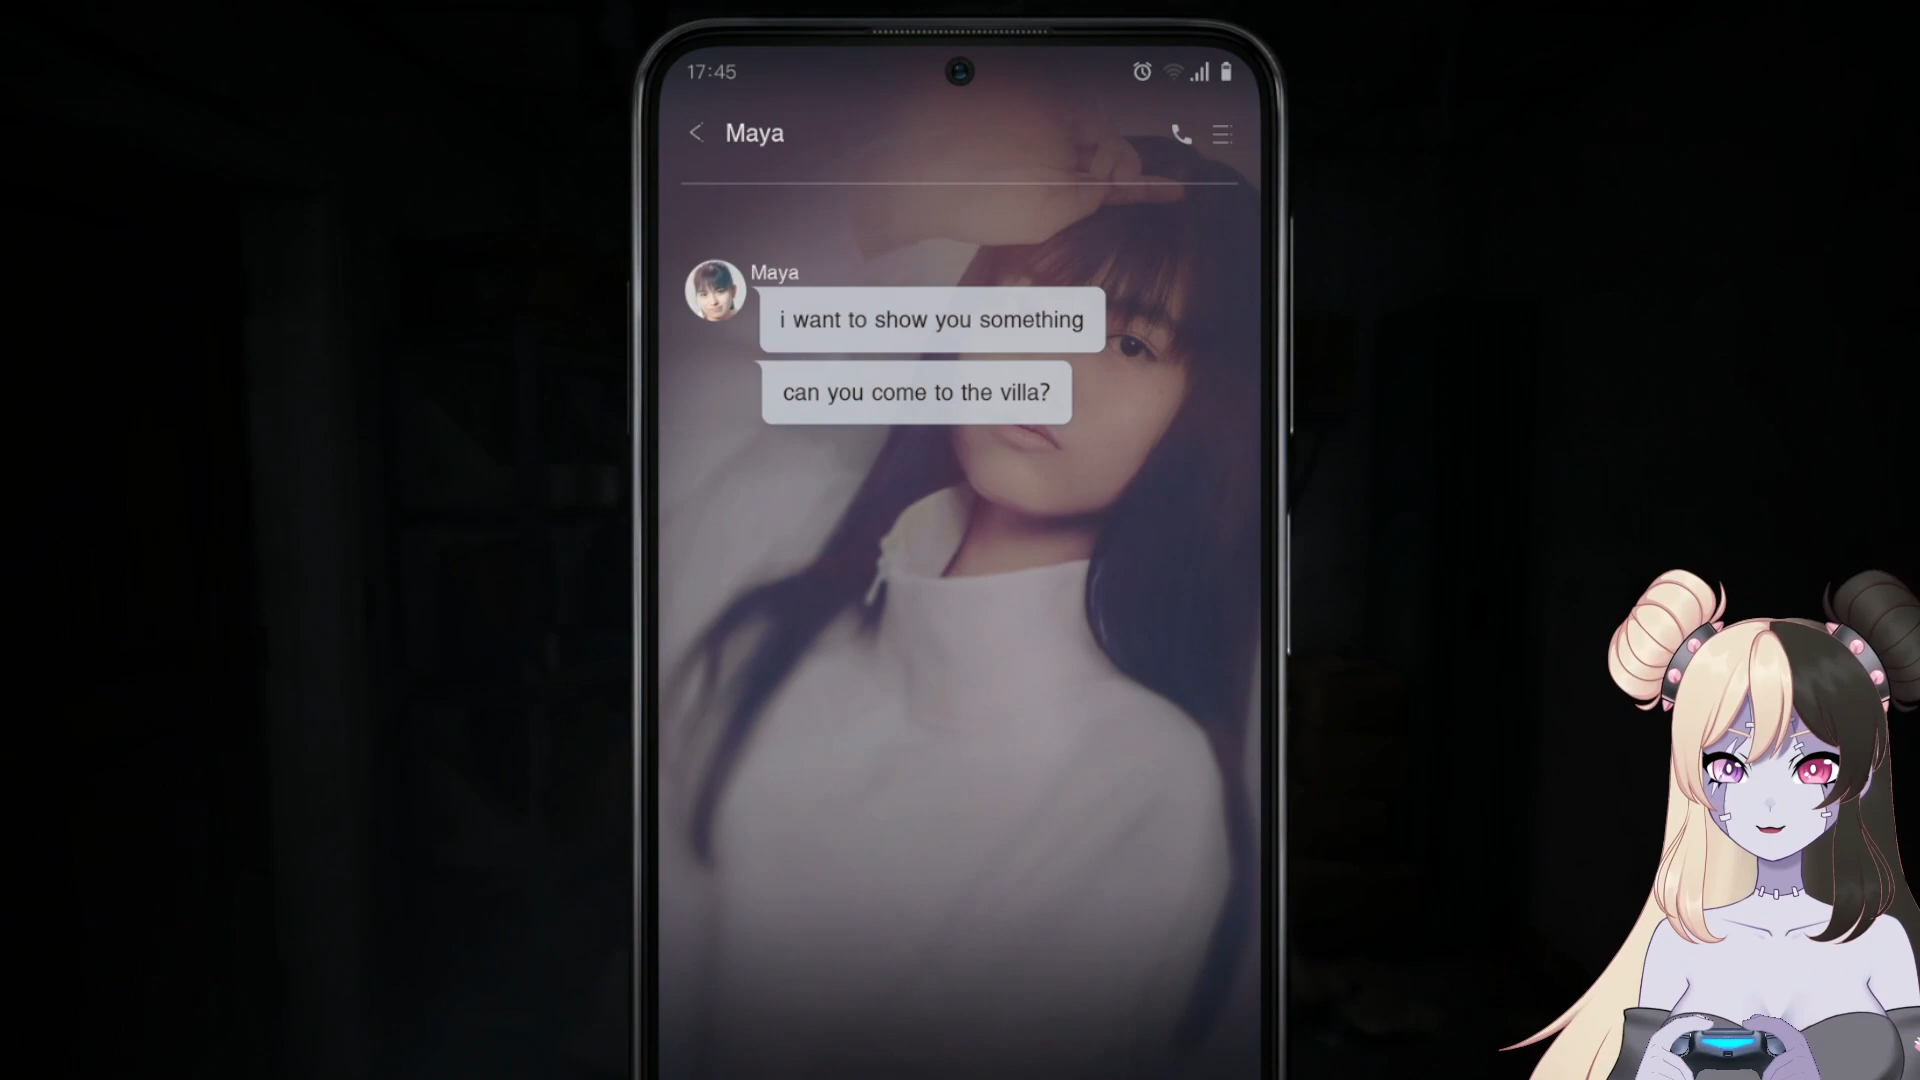 17:45
Maya
Maya
i want to show you something
can you come to the villa?